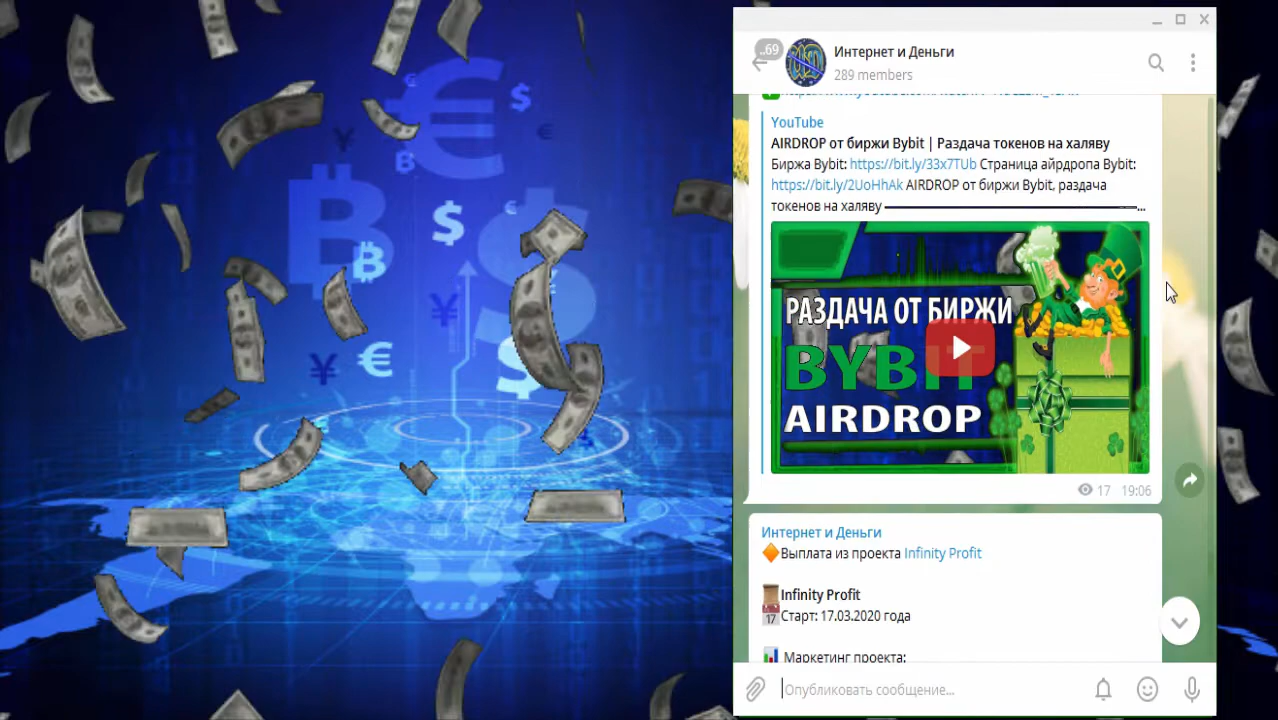 ..69
Интернет и Деньги
289 members
YouTube
AIRDROP от биржи Bybit | Раздача токенов на халяву
Биржа Bybit: https://bit.ly/33x7TUb Страница айрдропа Bybit:
https://bit.ly/2UoHhAk AIRDROP от биржи Bybit, раздача
токенов на халяву ——————————————————...
РАЗДАЧА ОТ БИРЖИ
BYBIT
AIRDROP
17 19:06
Интернет и Деньги
🔶Выплата из проекта Infinity Profit
Infinity Profit
17 Старт: 17.03.2020 года
📊 Маркетинг проекта:
Опубликовать сообщение...